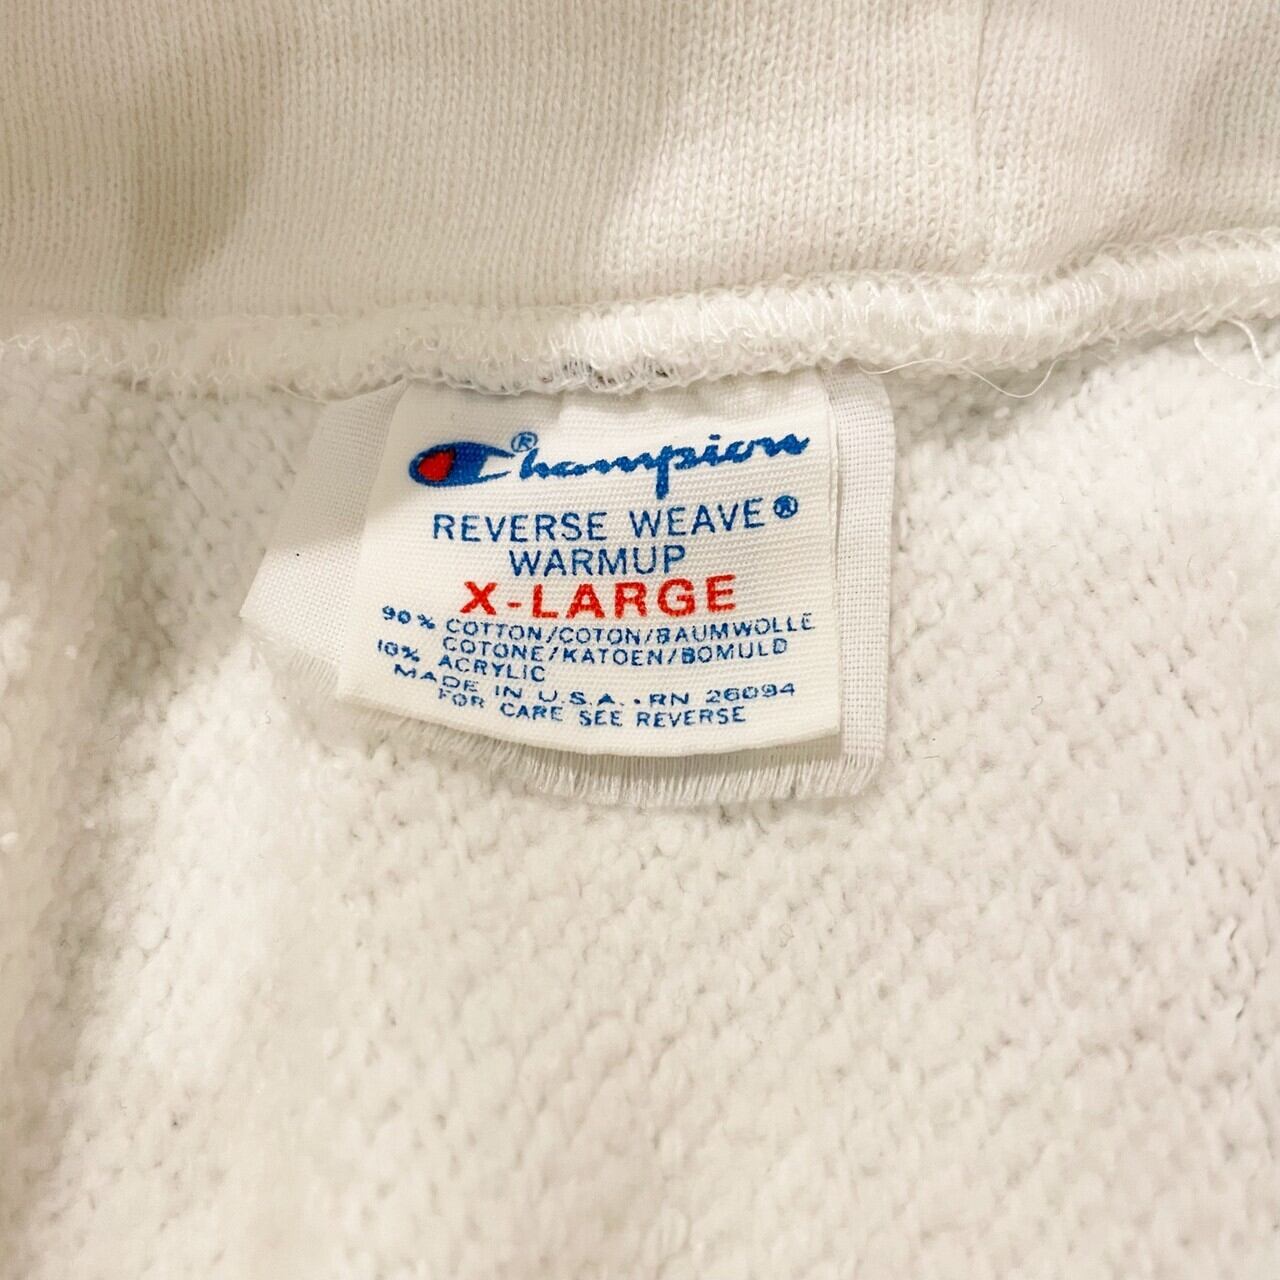 Champion®
REVERSE WEAVE®
WARMUP
X-LARGE
90% COTTON/COTON/BAUMWOLLE
COTONE/KATOEN/BOMULD
10% ACRYLIC
MADE IN U.S.A. · RN 26094
FOR CARE SEE REVERSE